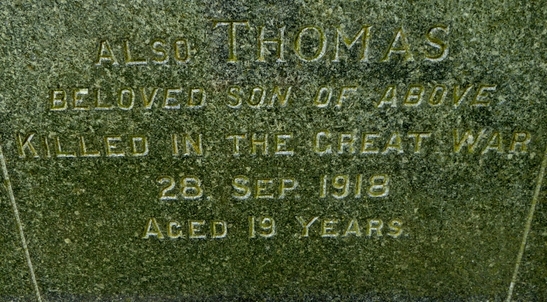 ALSO THOMAS
BELOVED SON OF ABOVE
KILLED IN THE GREAT WAR.
28. SEP. 1918
AGED 19 YEARS.